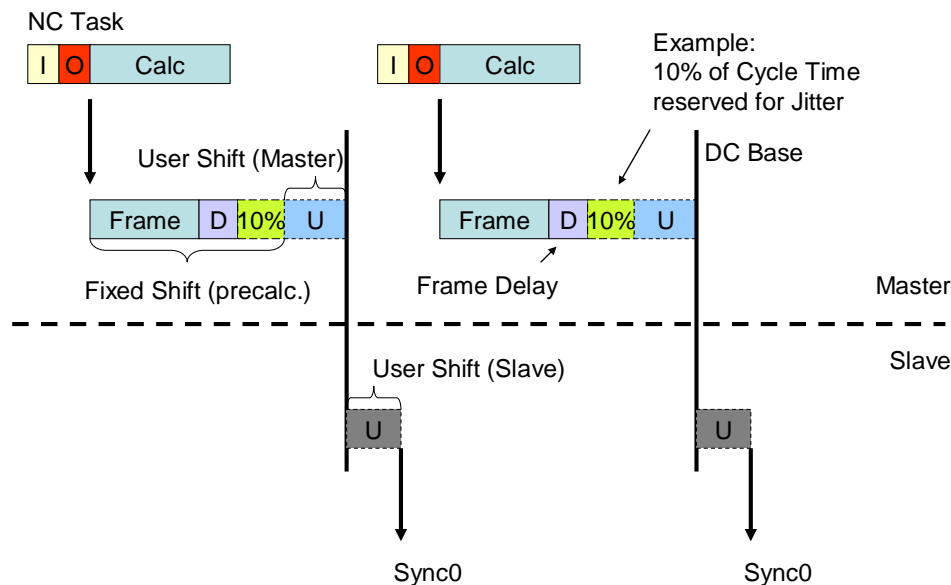 NC Task
I O Calc
I O Calc
Example:
10% of Cycle Time
reserved for Jitter
User Shift (Master)
DC Base
Frame D 10% U
Frame D 10% U
Fixed Shift (precalc.)
Frame Delay
Master
Slave
User Shift (Slave)
U
U
Sync0
Sync0